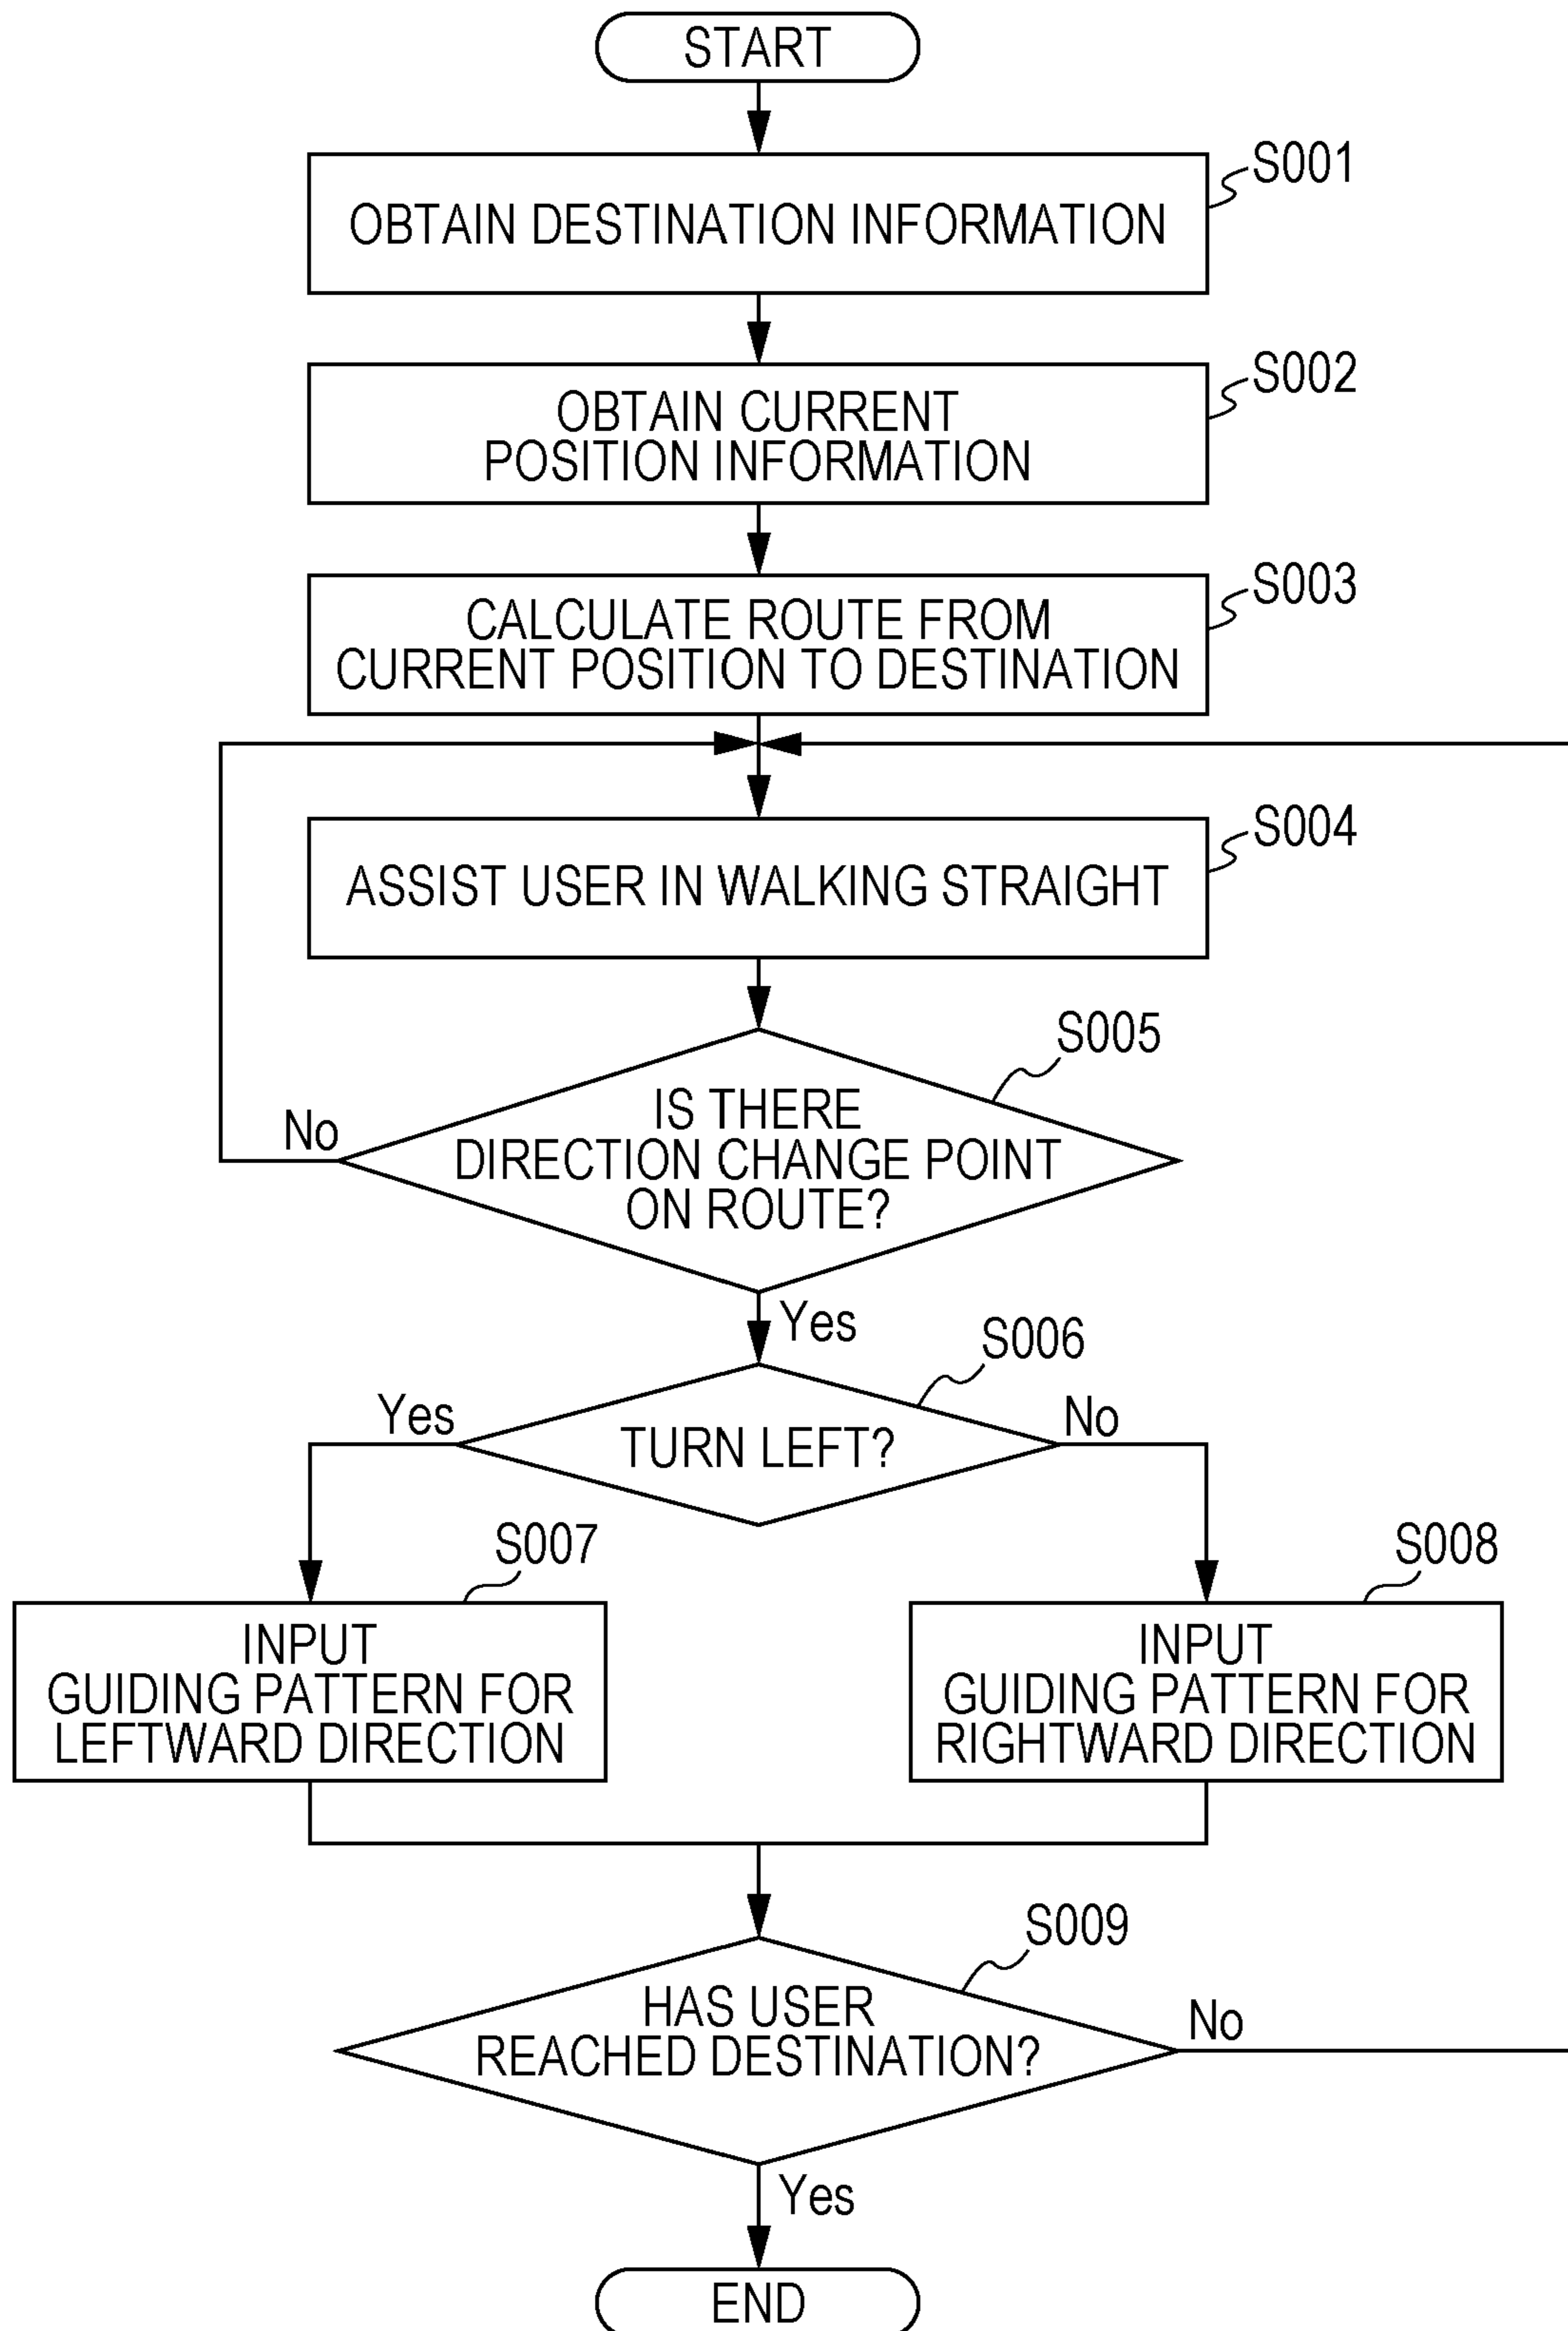 START
S001
OBTAIN DESTINATION INFORMATION
S002
OBTAIN CURRENT
POSITION INFORMATION
S003
CALCULATE ROUTE FROM
CURRENT POSITION TO DESTINATION
S004
ASSIST USER IN WALKING STRAIGHT
S005
IS THERE
DIRECTION CHANGE POINT
ON ROUTE?
No
Yes
S006
TURN LEFT?
Yes
No
S007
INPUT
GUIDING PATTERN FOR
LEFTWARD DIRECTION
S008
INPUT
GUIDING PATTERN FOR
RIGHTWARD DIRECTION
S009
HAS USER
REACHED DESTINATION?
No
Yes
END